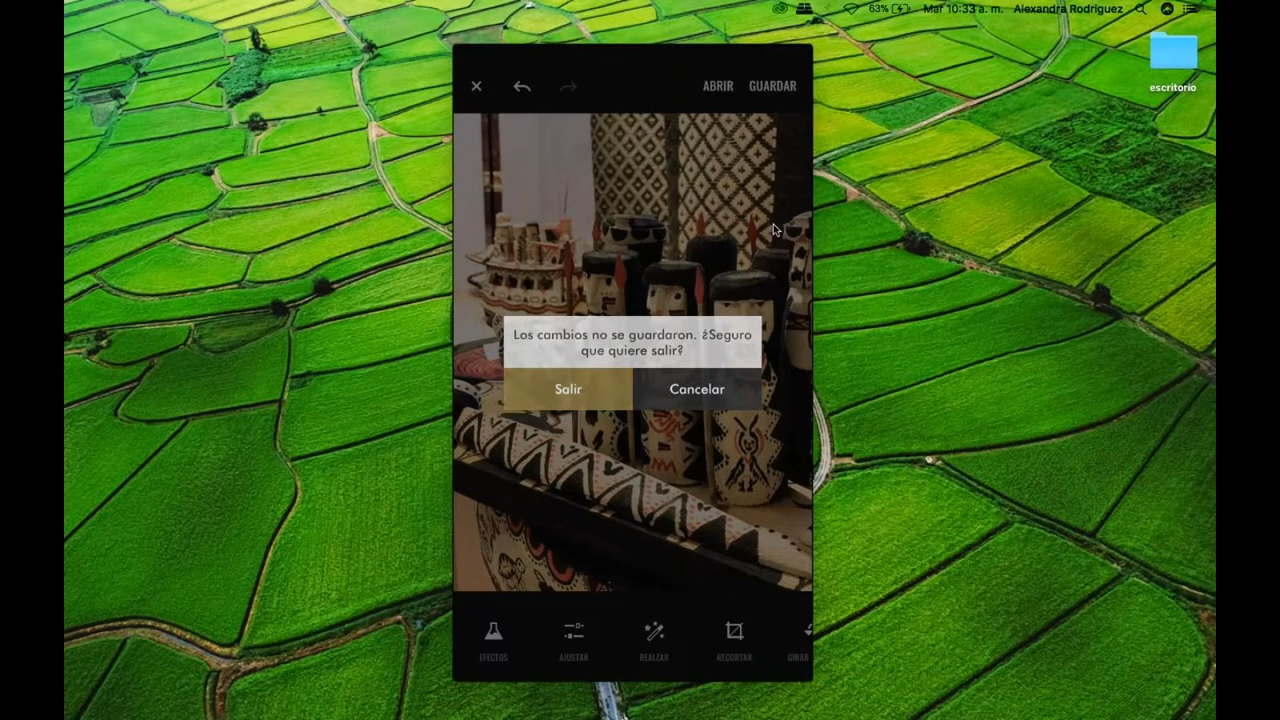 63% Mar 10:33 a. m. Alexandra Rodríguez
escritorio
ABRIR GUARDAR
Los cambios no se guardaron. ¿Seguro
que quiere salir?
Salir Cancelar
EFECTOS AJUSTAR REALZAR RECORTAR GIRAR